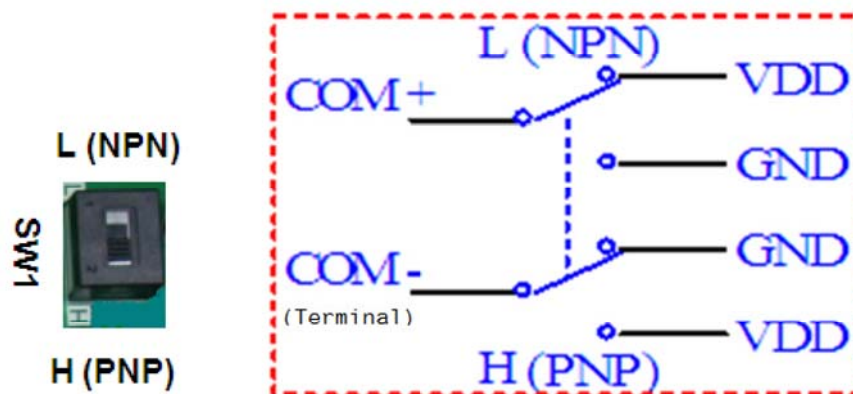 L (NPN)
SW1
L
H
H (PNP)
L (NPN)
COM+
VDD
GND
COM-
(Terminal)
GND
VDD
H (PNP)